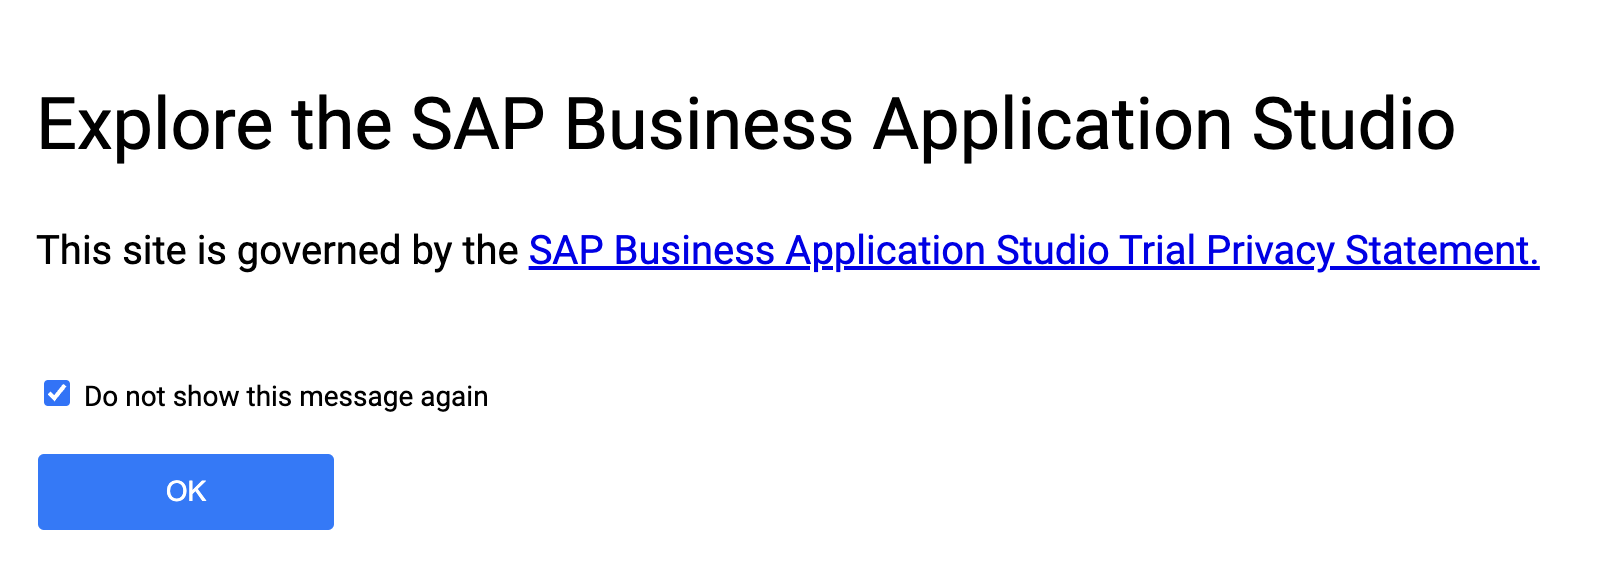 Explore the SAP Business Application Studio
This site is governed by the SAP Business Application Studio Trial Privacy Statement.
Do not show this message again
OK